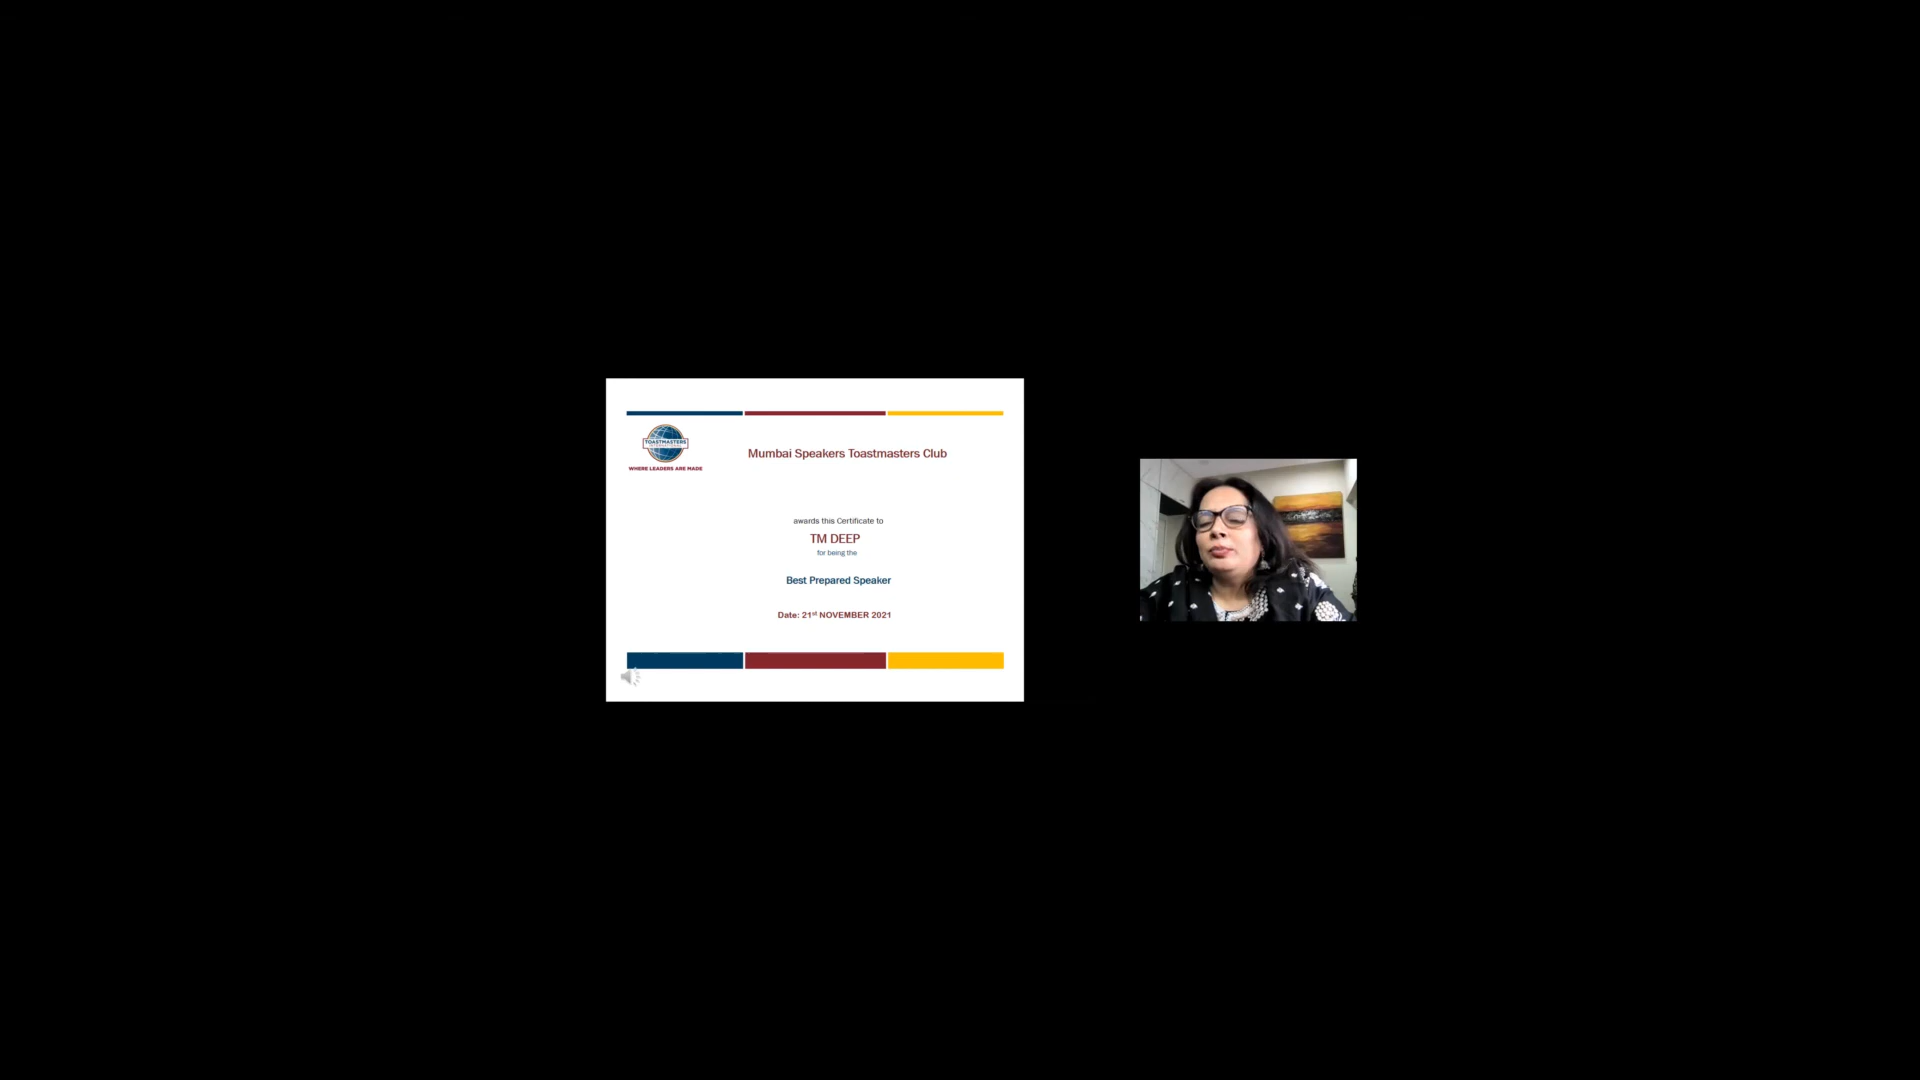 TOASTMASTERS
INTERNATIONAL
WHERE LEADERS ARE MADE
Mumbai Speakers Toastmasters Club
awards this Certificate to
TM DEEP
for being the
Best Prepared Speaker
Date: 21st NOVEMBER 2021